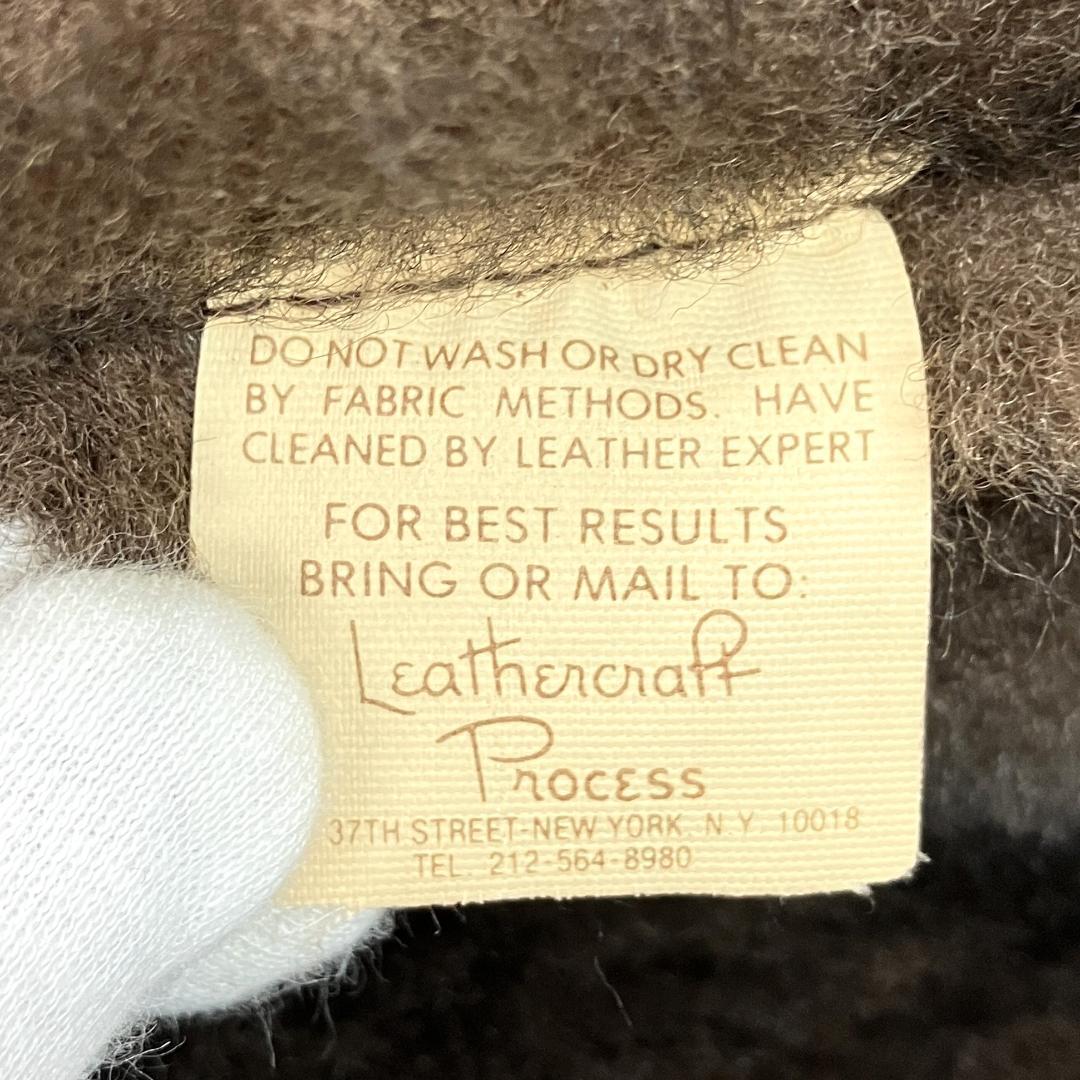 DO NOT WASH OR DRY CLEAN
BY FABRIC METHODS. HAVE
CLEANED BY LEATHER EXPERT
FOR BEST RESULTS
BRING OR MAIL TO:
Leathercraft
Process
37TH STREET-NEW YORK, N.Y. 10018
TEL. 212-564-8980